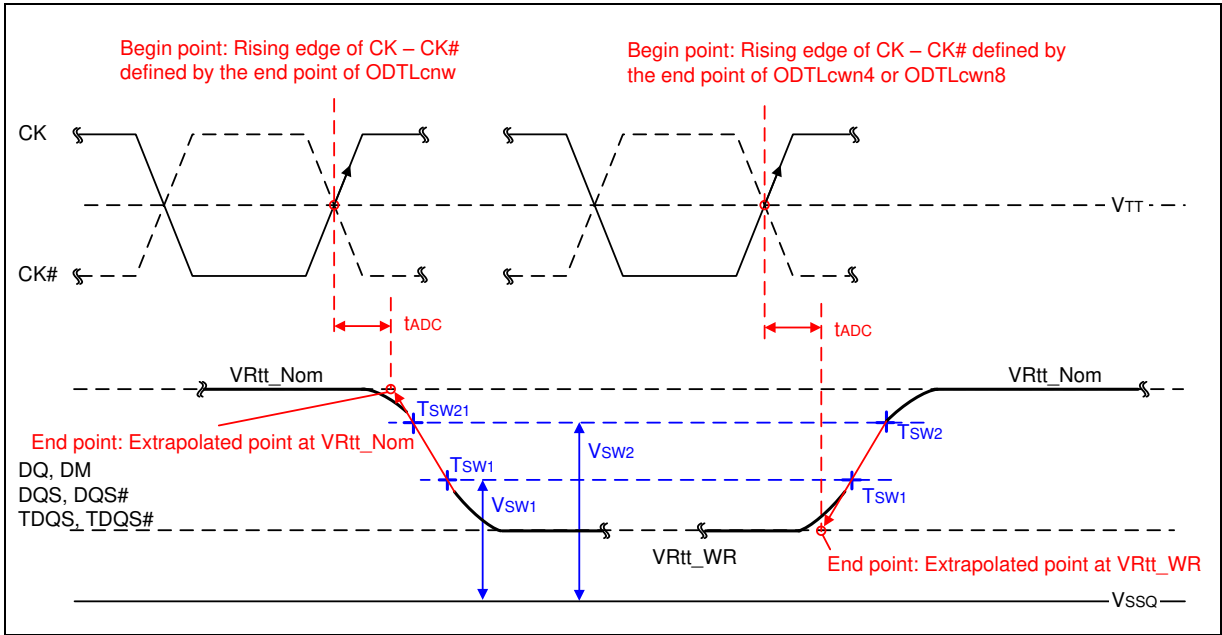 Begin point: Rising edge of CK – CK#
defined by the end point of ODTLcnw
Begin point: Rising edge of CK – CK# defined by
the end point of ODTLcwn4 or ODTLcwn8
CK
VTT
CK#
tADC
tADC
VRtt_Nom
VRtt_Nom
TSW21
TSW2
End point: Extrapolated point at VRtt_Nom
VSW2
DQ, DM
TSW1
DQS, DQS#
VSW1
TSW1
TDQS, TDQS#
VRtt_WR
End point: Extrapolated point at VRtt_WR
VSSQ